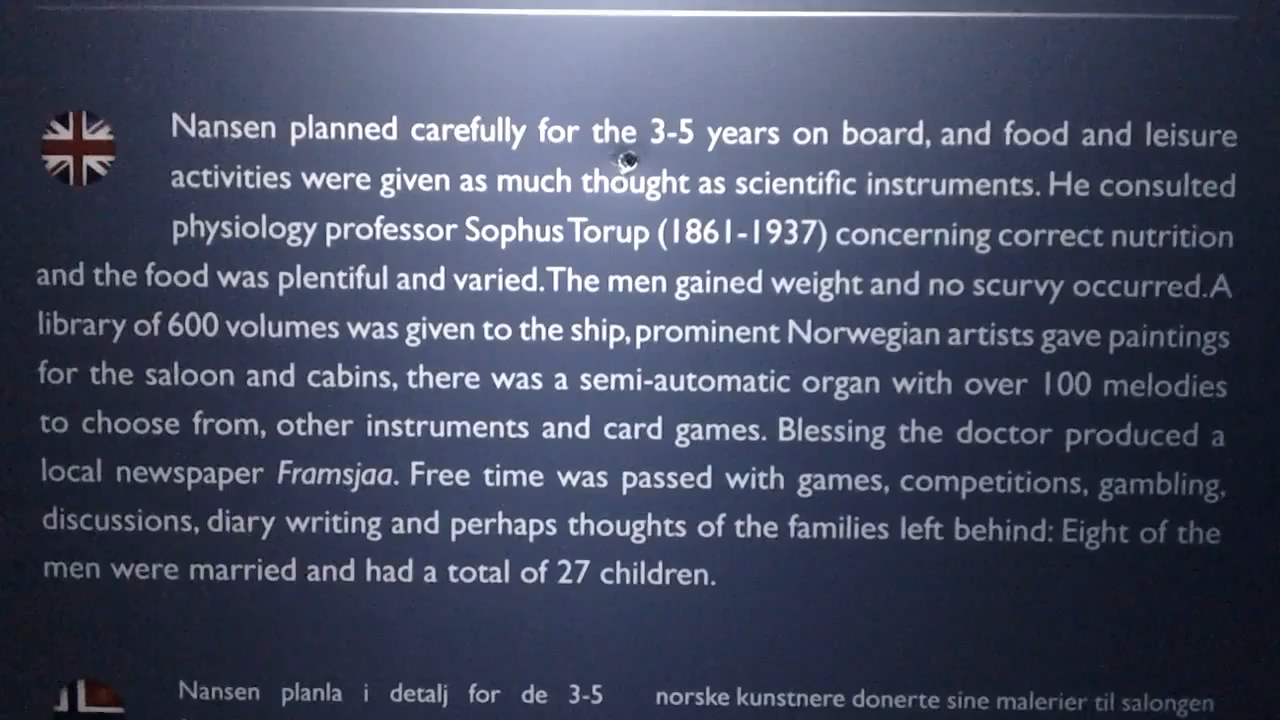 Nansen planned carefully for the 3-5 years on board, and food and leisure
activities were given as much thought as scientific instruments. He consulted
physiology professor Sophus Torup (1861-1937) concerning correct nutrition
and the food was plentiful and varied. The men gained weight and no scurvy occurred. A
library of 600 volumes was given to the ship, prominent Norwegian artists gave paintings
for the saloon and cabins, there was a semi-automatic organ with over 100 melodies
to choose from, other instruments and card games. Blessing the doctor produced a
local newspaper Framsjaa. Free time was passed with games, competitions, gambling,
discussions, diary writing and perhaps thoughts of the families left behind: Eight of the
men were married and had a total of 27 children.
Nansen planla i detalj for de 3-5
norske kunstnere donerte sine malerier til salongen